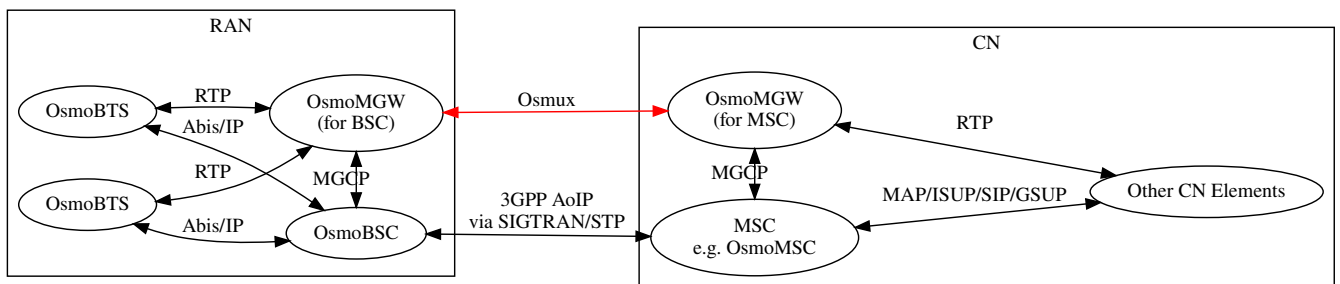 RAN
OsmoBTS
RTP
OsmoMGW
(for BSC)
Abis/IP
RTP
MGCP
OsmoBTS
Abis/IP
OsmoBSC
Osmux
3GPP AoIP
via SIGTRAN/STP
CN
OsmoMGW
(for MSC)
RTP
MGCP
MAP/ISUP/SIP/GSUP
Other CN Elements
MSC
e.g. OsmoMSC